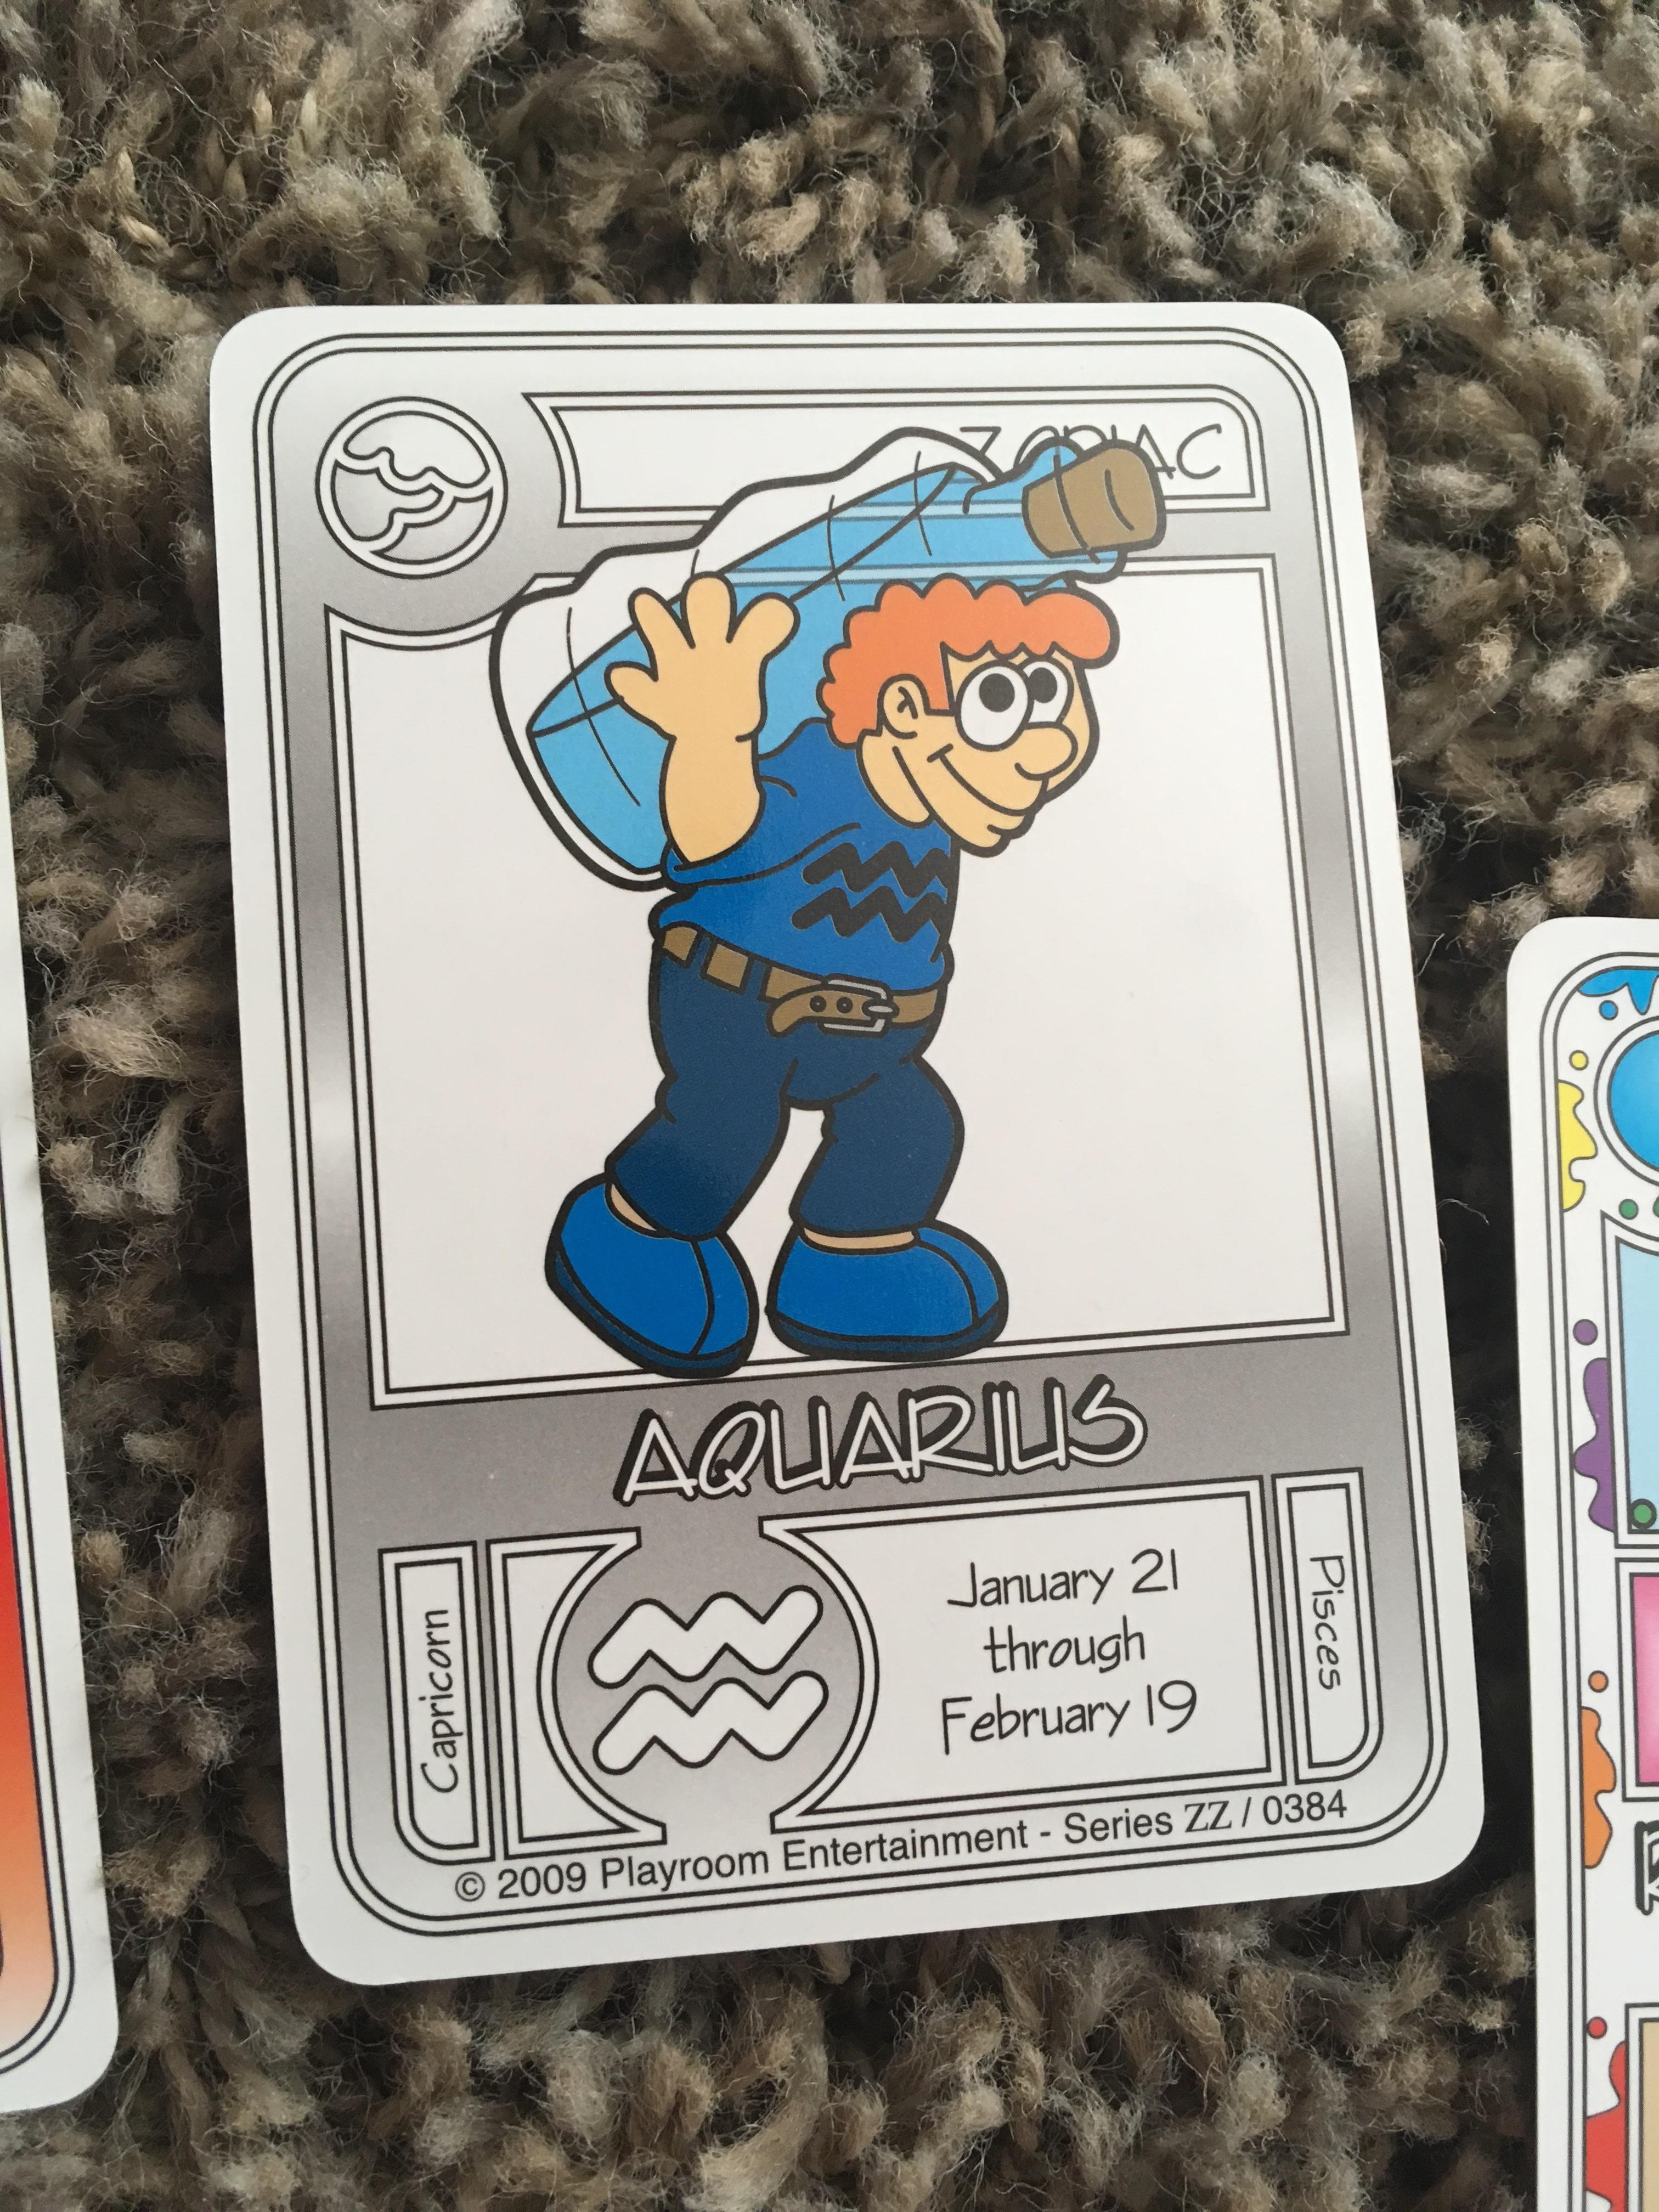 ZODIAC
AQUARIUS
Capricorn
January 21
through
February 19
Pisces
© 2009 Playroom Entertainment - Series ZZ / 0384